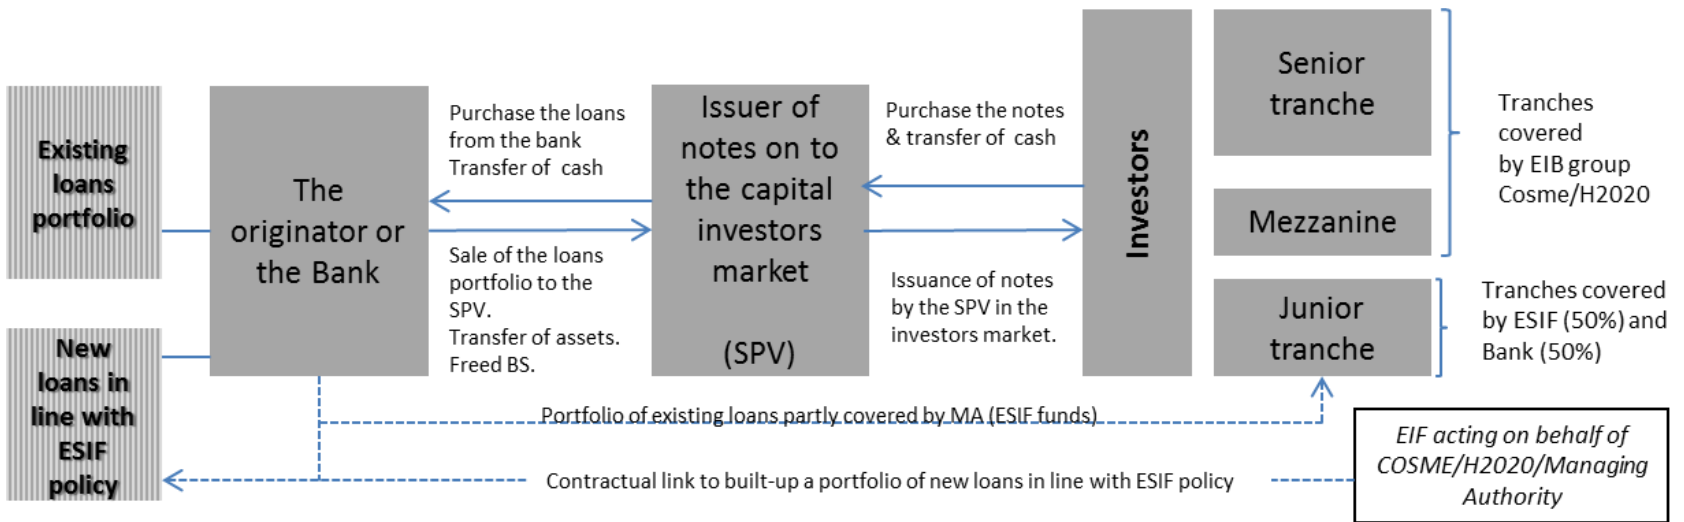 Existing
loans
portfolio
New
loans in
line with
ESIF
policy
The
originator or
the Bank
Purchase the loans
from the bank
Transfer of cash
Sale of the loans
portfolio to the
SPV.
Transfer of assets.
Freed BS.
Issuer of
notes on to
the capital
investors
market
(SPV)
Purchase the notes
& transfer of cash
Issuance of notes
by the SPV in the
investors market.
Investors
Senior
tranche
Mezzanine
Junior
tranche
Tranches
covered
by EIB group
Cosme/H2020
Tranches covered
by ESIF (50%) and
Bank (50%)
Portfolio of existing loans partly covered by MA (ESIF funds)
Contractual link to built-up a portfolio of new loans in line with ESIF policy
EIF acting on behalf of
COSME/H2020/Managing
Authority